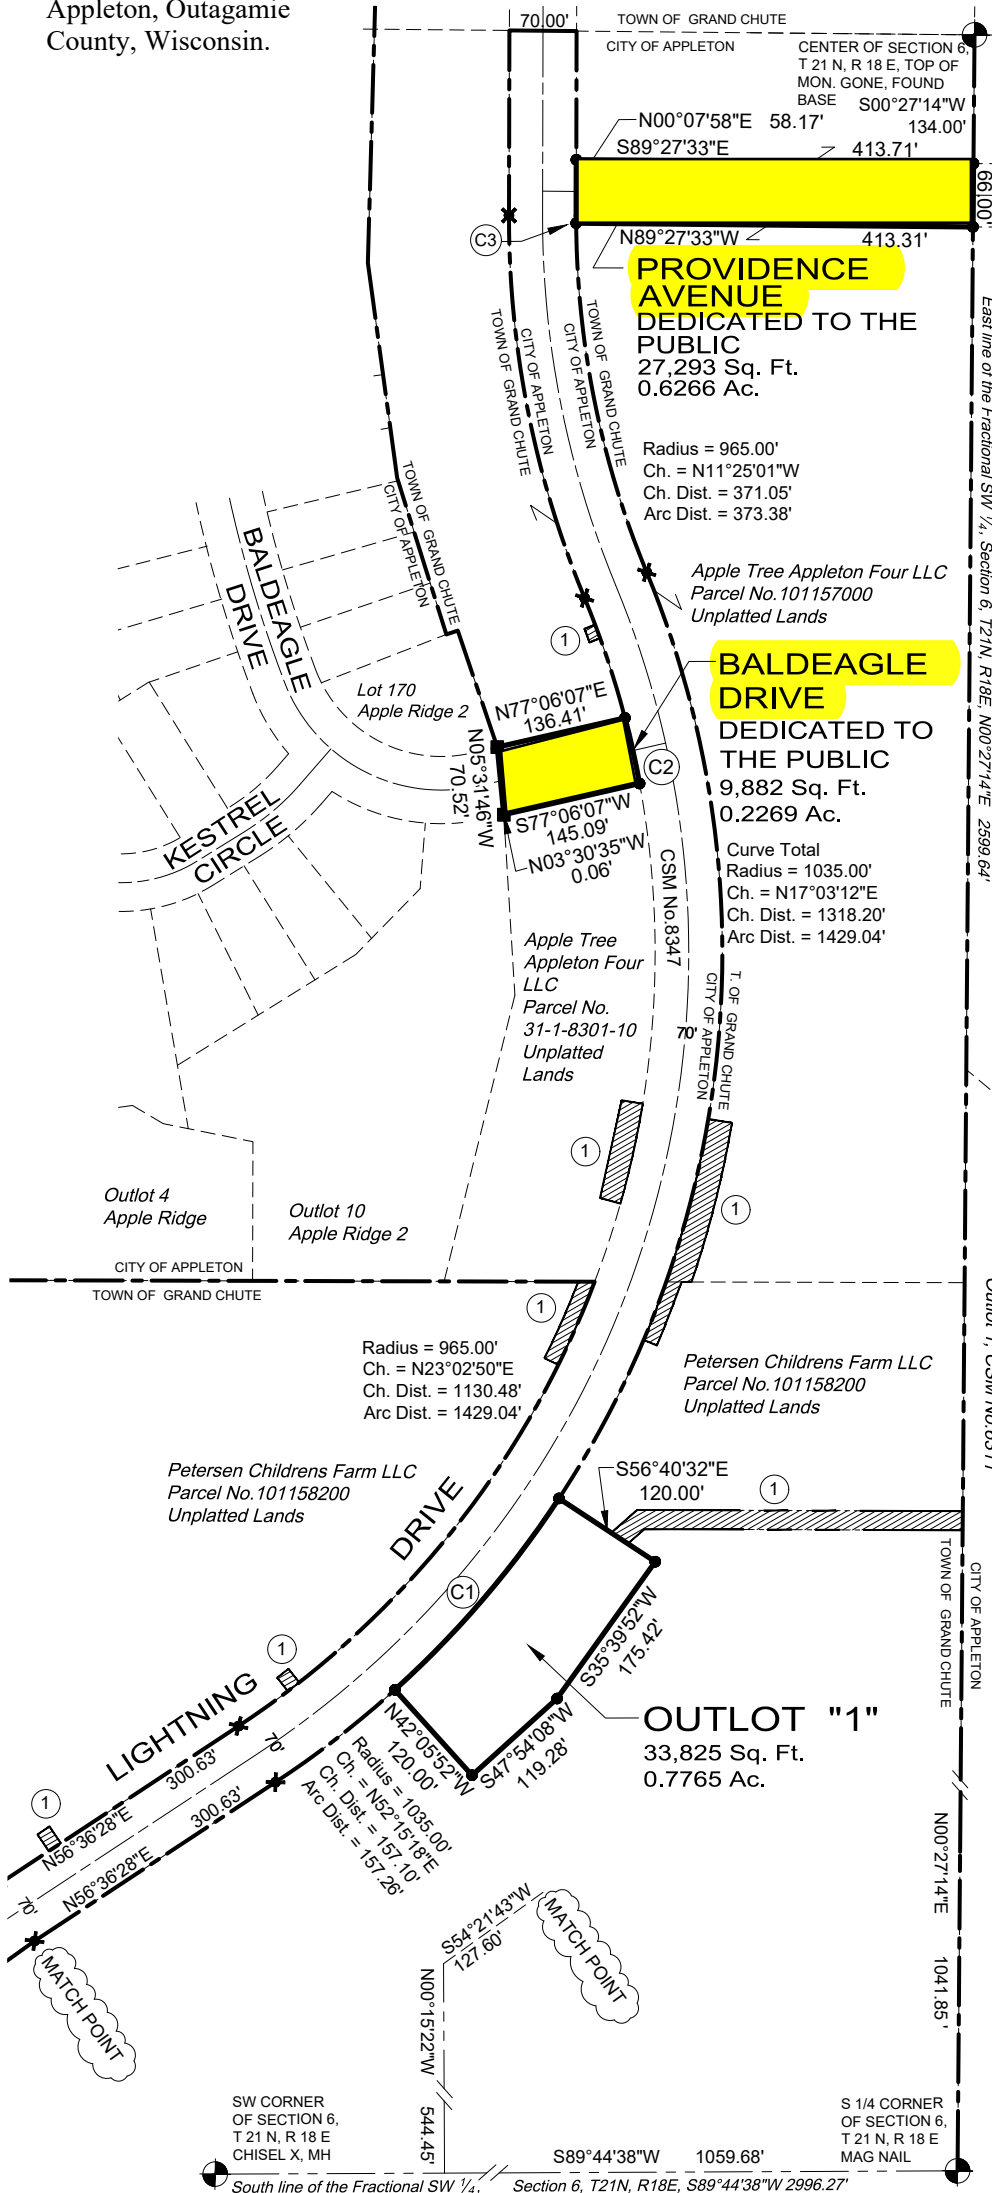 Appleton, Outagamie
County, Wisconsin.
70.00'
TOWN OF GRAND CHUTE
CITY OF APPLETON
CENTER OF SECTION 6,
T 21 N, R 18 E, TOP OF
MON. GONE, FOUND
BASE
S00°27'14"W
134.00'
N00°07'58"E 58.17'
S89°27'33"E
413.71'
66.00'
C3
N89°27'33"W
413.31'
PROVIDENCE
AVENUE
DEDICATED TO THE
PUBLIC
27,293 Sq. Ft.
0.6266 Ac.
East line of the Fractional SW 1/4, Section 6, T21N, R18E, N00°27'14"E 2599.64'
TOWN OF GRAND CHUTE
CITY OF APPLETON
TOWN OF GRAND CHUTE
CITY OF APPLETON
Radius = 965.00'
Ch. = N11°25'01"W
Ch. Dist. = 371.05'
Arc Dist. = 373.38'
TOWN OF GRAND CHUTE
CITY OF APPLETON
BALDEAGLE
DRIVE
Apple Tree Appleton Four LLC
Parcel No.101157000
Unplatted Lands
1
BALDEAGLE
DRIVE
DEDICATED TO
THE PUBLIC
9,882 Sq. Ft.
0.2269 Ac.
Lot 170
Apple Ridge 2
N77°06'07"E
136.41'
N05°31'46"W
70.52'
C2
S77°06'07"W
145.09'
N03°30'35"W
0.06'
KESTREL
CIRCLE
Curve Total
Radius = 1035.00'
Ch. = N17°03'12"E
Ch. Dist. = 1318.20'
Arc Dist. = 1429.04'
CSM No.8347
Apple Tree
Appleton Four
LLC
Parcel No.
31-1-8301-10
Unplatted
Lands
70'
T. OF GRAND CHUTE
CITY OF APPLETON
1
1
Outlot 4
Apple Ridge
Outlot 10
Apple Ridge 2
CITY OF APPLETON
TOWN OF GRAND CHUTE
1
Outlot 1, CSM No.
Radius = 965.00'
Ch. = N23°02'50"E
Ch. Dist. = 1130.48'
Arc Dist. = 1429.04'
Petersen Childrens Farm LLC
Parcel No.101158200
Unplatted Lands
Petersen Childrens Farm LLC
Parcel No.101158200
Unplatted Lands
S56°40'32"E
120.00'
1
LIGHTNING DRIVE
C1
TOWN OF GRAND CHUTE
CITY OF APPLETON
S35°39'52"W
175.42'
1
OUTLOT "1"
33,825 Sq. Ft.
0.7765 Ac.
N42°05'52"W
120.00'
S47°54'08"W
119.28'
Radius = 1035.00'
Ch. = N52°15'18"E
Ch. Dist. = 157.10'
Arc Dist. = 157.26'
70'
300.63'
300.63'
1
N56°36'28"E
N56°36'28"E
70'
MATCH POINT
S54°21'43"W
127.60'
MATCH POINT
N00°15'22"W
544.45'
N00°27'14"E
1041.85'
SW CORNER
OF SECTION 6,
T 21 N, R 18 E
CHISEL X, MH
S 1/4 CORNER
OF SECTION 6,
T 21 N, R 18 E
MAG NAIL
S89°44'38"W 1059.68'
South line of the Fractional SW 1/4, Section 6, T21N, R18E, S89°44'38"W 2996.27'